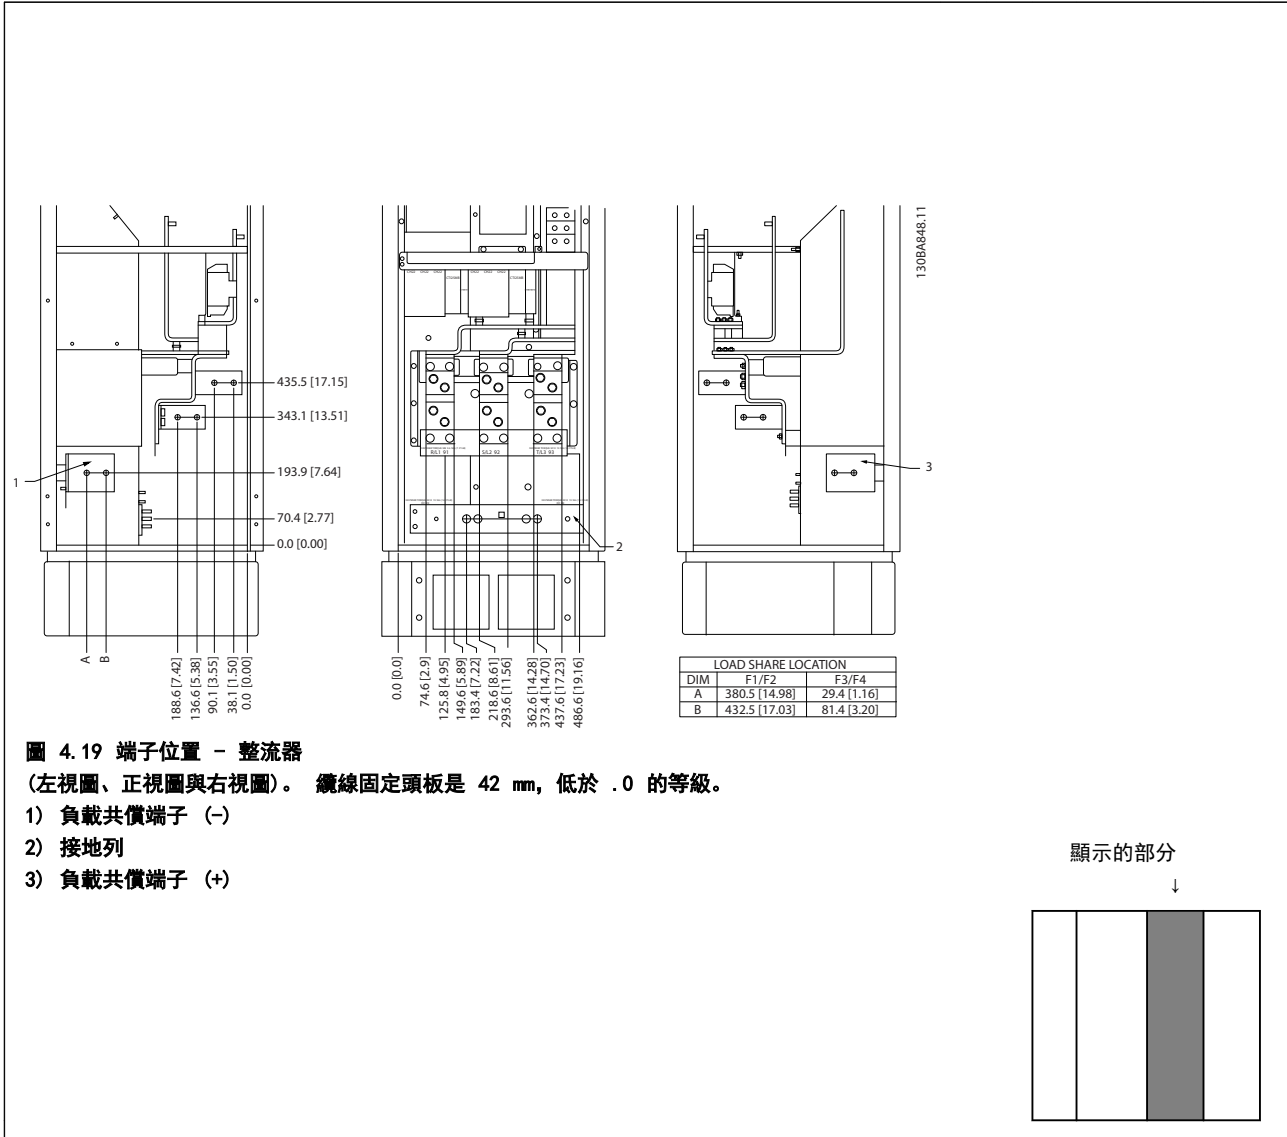 130BA848.11
435.5 [17.15]
343.1 [13.51]
193.9 [7.64]
70.4 [2.77]
0.0 [0.00]
1
R/L1 91
S/L2 92
T/L3 93
2
3
A
B
188.6 [7.42]
136.6 [5.38]
90.1 [3.55]
38.1 [1.50]
0.0 [0.00]
0.0 [0.0]
74.6 [2.9]
125.8 [4.95]
149.6 [5.89]
183.4 [7.22]
218.6 [8.61]
293.6 [11.56]
362.6 [14.28]
373.4 [14.70]
437.6 [17.23]
486.6 [19.16]
LOAD SHARE LOCATION
DIM F1/F2 F3/F4
A 380.5 [14.98] 29.4 [1.16]
B 432.5 [17.03] 81.4 [3.20]
圖 4.19 端子位置 - 整流器
(左視圖、正視圖與右視圖)。 纜線固定頭板是 42 mm，低於 .0 的等級。
1) 負載共償端子 (-)
2) 接地列
3) 負載共償端子 (+)
顯示的部分
↓